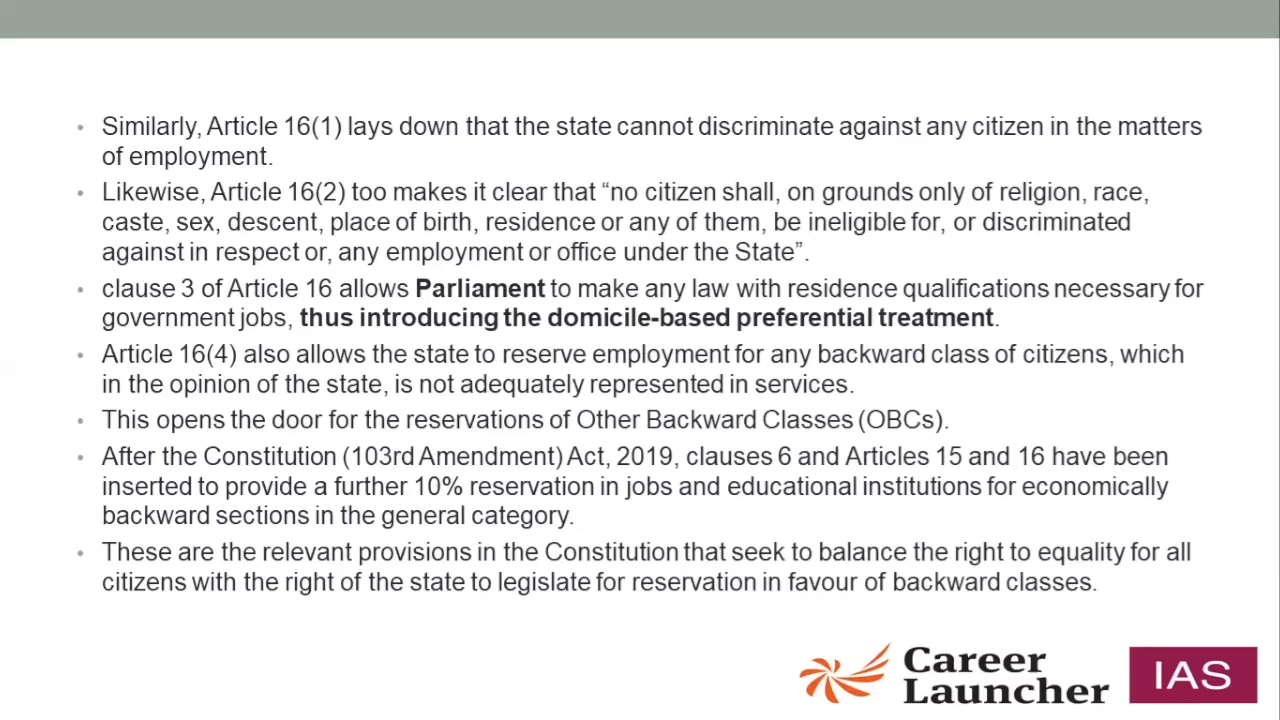 • Similarly, Article 16(1) lays down that the state cannot discriminate against any citizen in the matters
of employment.
• Likewise, Article 16(2) too makes it clear that “no citizen shall, on grounds only of religion, race,
caste, sex, descent, place of birth, residence or any of them, be ineligible for, or discriminated
against in respect or, any employment or office under the State”.
• clause 3 of Article 16 allows Parliament to make any law with residence qualifications necessary for
government jobs, thus introducing the domicile-based preferential treatment.
• Article 16(4) also allows the state to reserve employment for any backward class of citizens, which
in the opinion of the state, is not adequately represented in services.
• This opens the door for the reservations of Other Backward Classes (OBCs).
• After the Constitution (103rd Amendment) Act, 2019, clauses 6 and Articles 15 and 16 have been
inserted to provide a further 10% reservation in jobs and educational institutions for economically
backward sections in the general category.
• These are the relevant provisions in the Constitution that seek to balance the right to equality for all
citizens with the right of the state to legislate for reservation in favour of backward classes.
Career
Launcher
IAS